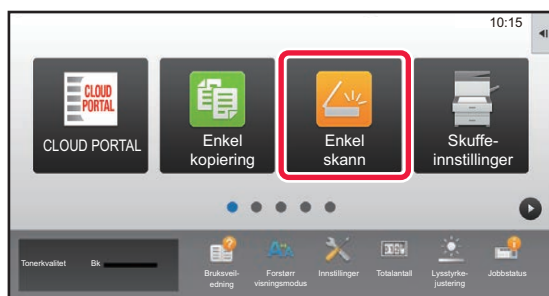 10:15
CLOUD
PORTAL
CLOUD PORTAL
Enkel
kopiering
Enkel
skann
Skuffe-
innstillinger
Tonerkvalitet
Bk
Bruksveil-
edning
Forstørr
visningsmodus
Innstillinger
Totalantall
Lysstyrke-
justering
Jobbstatus